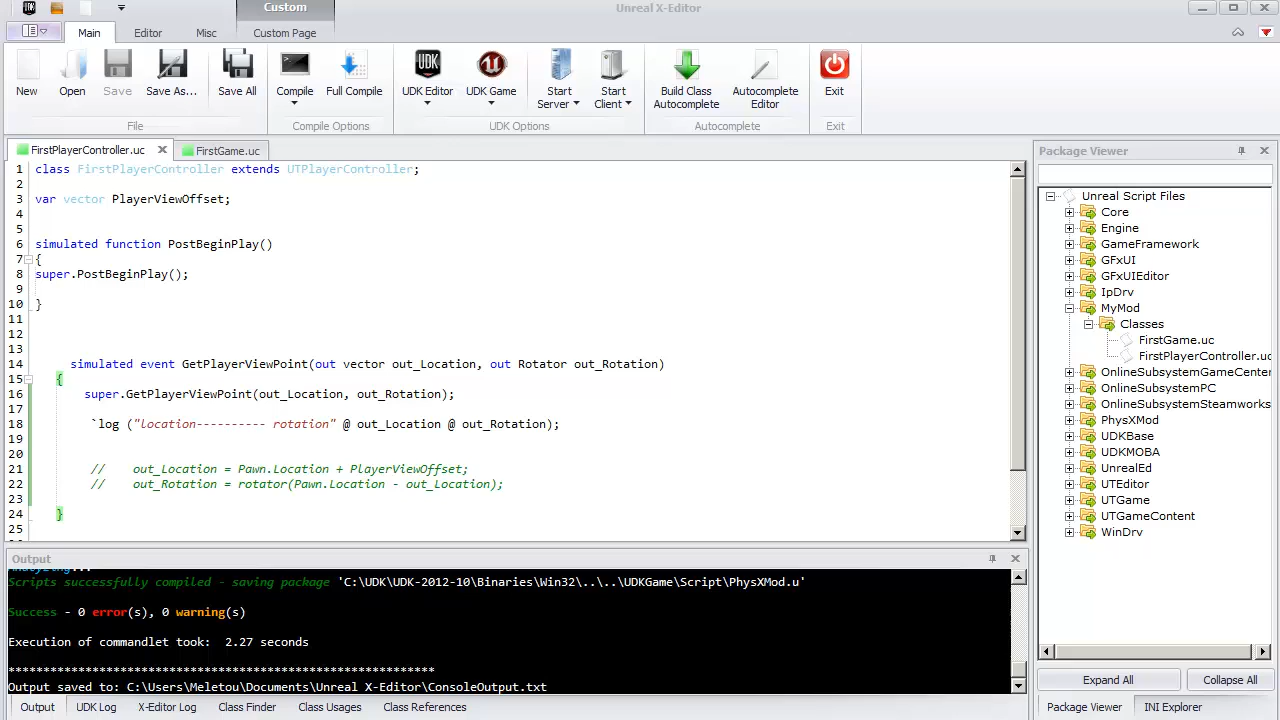 Custom
Unreal X-Editor
Main
Editor
Misc
Custom Page
New
Open
Save
Save As...
Save All
Compile
Full Compile
UDK Editor
UDK Game
Start Server
Start Client
Build Class Autocomplete
Autocomplete Editor
Exit
File
Compile Options
UDK Options
Autocomplete
Exit
FirstPlayerController.uc
FirstGame.uc
1 class FirstPlayerController extends UTPlayerController;
2
3 var vector PlayerViewOffset;
4
5
6 simulated function PostBeginPlay()
7 {
8 super.PostBeginPlay();
9
10 }
11
12
13
14 simulated event GetPlayerViewPoint(out vector out_Location, out Rotator out_Rotation)
15 {
16 super.GetPlayerViewPoint(out_Location, out_Rotation);
17
18 `log ("location---------- rotation" @ out_Location @ out_Rotation);
19
20
21 // out_Location = Pawn.Location + PlayerViewOffset;
22 // out_Rotation = rotator(Pawn.Location - out_Location);
23
24 }
25
Package Viewer
Unreal Script Files
Core
Engine
GameFramework
GFxUI
GFxUIEditor
IpDrv
MyMod
Classes
FirstGame.uc
FirstPlayerController.uc
OnlineSubsystemGameCenter
OnlineSubsystemPC
OnlineSubsystemSteamworks
PhysXMod
UDKBase
UDKMOBA
UnrealEd
UTEditor
UTGame
UTGameContent
WinDrv
Expand All
Collapse All
Package Viewer
INI Explorer
Output
Analyzing...
Scripts successfully compiled - saving package 'C:\UDK\UDK-2012-10\Binaries\Win32\..\..\UDKGame\Script\PhysXMod.u'
Success - 0 error(s), 0 warning(s)
Execution of commandlet took: 2.27 seconds
*************************************************************
Output saved to: C:\Users\Meletou\Documents\Unreal X-Editor\ConsoleOutput.txt
Output
UDK Log
X-Editor Log
Class Finder
Class Usages
Class References